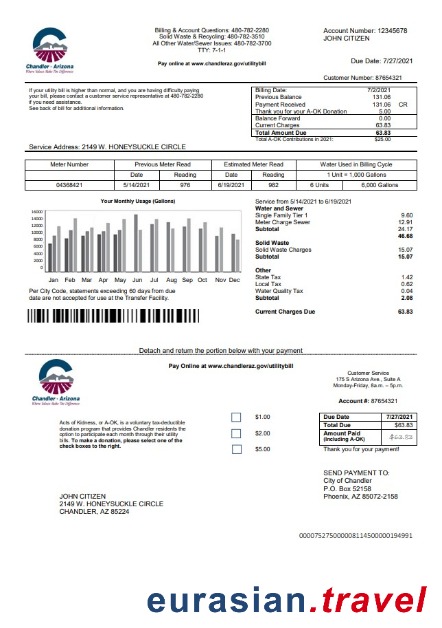 Billing & Account Questions: 480-782-2280
Solid Waste & Recycling: 480-782-3510
All Other Water/Sewer Issues: 480-782-3700
TTY: 7-1-1
Pay online at www.chandleraz.gov/utilitybill
Account Number: 12345678
JOHN CITIZEN
Due Date: 7/27/2021
Customer Number: 87654321
Chandler · Arizona
Where Values Make The Difference
If your utility bill is higher than normal, and you are having difficulty paying
your bill, please contact a customer service representative at 480-782-2280
if you need assistance.
See back of bill for additional information.
Billing Date: 7/2/2021
Previous Balance 131.06
Payment Received 131.06 CR
Thank you for your A-OK Donation 5.00
Balance Forward 0.00
Current Charges 63.83
Total Amount Due 63.83
Total A-OK Contributions in 2021: $25.00
Service Address: 2149 W. HONEYSUCKLE CIRCLE
Meter Number Previous Meter Read Estimated Meter Read Water Used in Billing Cycle
Date Reading Date Reading 1 Unit = 1,000 Gallons
04368421 5/14/2021 976 6/19/2021 982 6 Units 6,000 Gallons
Your Monthly Usage (Gallons)
14000
12000
10000
8000
6000
4000
2000
0
Jan Feb Mar Apr May Jun Jul Aug Sep Oct Nov Dec
Per City Code, statements exceeding 60 days from due
date are not accepted for use at the Transfer Facility.
Service from 5/14/2021 to 6/19/2021
Water and Sewer
Single Family Tier 1 9.60
Meter Charge Sewer 12.91
Subtotal 24.17
46.68
Solid Waste
Solid Waste Charges 15.07
Subtotal 15.07
Other
State Tax 1.42
Local Tax 0.62
Water Quality Tax 0.04
Subtotal 2.08
Current Charges Due 63.83
Detach and return the portion below with your payment
Pay Online at www.chandleraz.gov/utilitybill
Chandler · Arizona
Where Values Make The Difference
Customer Service
175 S Arizona Ave., Suite A
Monday-Friday, 8a.m. – 5p.m.
Account #: 87654321
Acts of Kidness, or A-OK, is a voluntary tax-deductible
donation program that provides Chandler residents the
option to participate each month through their utility
bills. To make a donation, please select one of the
check boxes to the right.
$1.00
$2.00
$5.00
Due Date 7/27/2021
Total Due $63.83
Amount Paid
(Including A-OK) $63.83
Thank you for your payment!
SEND PAYMENT TO:
City of Chandler
P.O. Box 52158
Phoenix, AZ 85072-2158
JOHN CITIZEN
2149 W. HONEYSUCKLE CIRCLE
CHANDLER, AZ 85224
000075275000008114500000194991
eurasian.travel